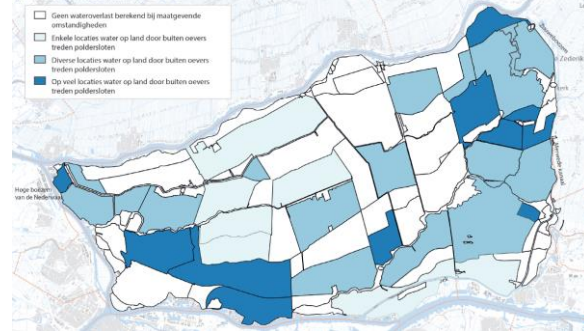 Geen wateroverlast berekend bij maatgevende
omstandigheden
Enkele locaties water op land door buiten oevers
treden poldersloten
Diverse locaties water op land door buiten oevers
treden poldersloten
Op veel locaties water op land door buiten oevers
treden poldersloten
Zederik
Hoge boezem
van de Nederwaard
kanaal